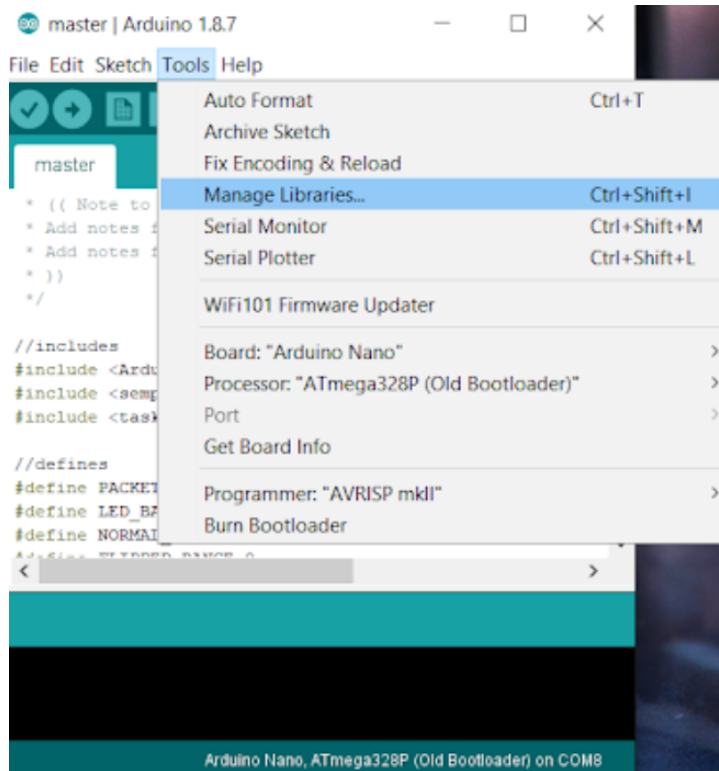 master | Arduino 1.8.7
File Edit Sketch Tools Help
Auto Format Ctrl+T
Archive Sketch
master
Fix Encoding & Reload
* (( Note to
Manage Libraries... Ctrl+Shift+I
* Add notes
Serial Monitor Ctrl+Shift+M
* Add notes
Serial Plotter Ctrl+Shift+L
* ))
*/
WiFi101 Firmware Updater
//includes
Board: "Arduino Nano"
#include <Ardu
Processor: "ATmega328P (Old Bootloader)"
#include <semp
#include <task
Port
Get Board Info
//defines
#define PACKET
Programmer: "AVRISP mkII"
#define LED_BA
#define NORMAL_
Burn Bootloader
Arduino Nano, ATmega328P (Old Bootloader) on COM8